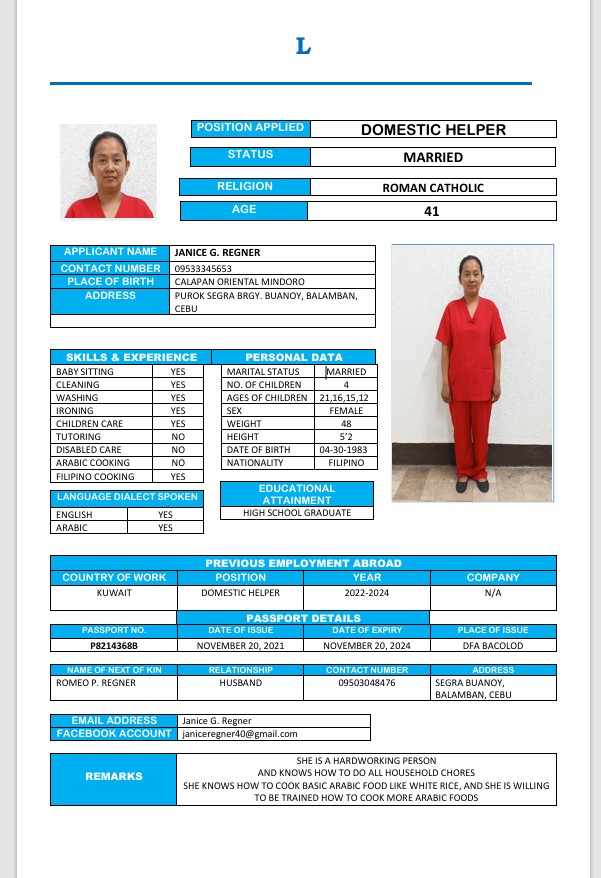 L
POSITION APPLIED DOMESTIC HELPER
STATUS MARRIED
RELIGION ROMAN CATHOLIC
AGE 41
APPLICANT NAME JANICE G. REGNER
CONTACT NUMBER 09533345653
PLACE OF BIRTH CALAPAN ORIENTAL MINDORO
ADDRESS PUROK SEGRA BRGY. BUANOY, BALAMBAN,
CEBU
SKILLS & EXPERIENCE PERSONAL DATA
BABY SITTING YES MARITAL STATUS MARRIED
CLEANING YES NO. OF CHILDREN 4
WASHING YES AGES OF CHILDREN 21,16,15,12
IRONING YES SEX FEMALE
CHILDREN CARE YES WEIGHT 48
TUTORING NO HEIGHT 5’2
DISABLED CARE NO DATE OF BIRTH 04-30-1983
ARABIC COOKING NO NATIONALITY FILIPINO
FILIPINO COOKING YES
LANGUAGE DIALECT SPOKEN
ENGLISH YES
ARABIC YES
EDUCATIONAL
ATTAINMENT
HIGH SCHOOL GRADUATE
PREVIOUS EMPLOYMENT ABROAD
COUNTRY OF WORK POSITION YEAR COMPANY
KUWAIT DOMESTIC HELPER 2022-2024 N/A
PASSPORT DETAILS
PASSPORT NO. DATE OF ISSUE DATE OF EXPIRY PLACE OF ISSUE
P8214368B NOVEMBER 20, 2021 NOVEMBER 20, 2024 DFA BACOLOD
NAME OF NEXT OF KIN RELATIONSHIP CONTACT NUMBER ADDRESS
ROMEO P. REGNER HUSBAND 09503048476 SEGRA BUANOY,
BALAMBAN, CEBU
EMAIL ADDRESS Janice G. Regner
FACEBOOK ACCOUNT janiceregner40@gmail.com
REMARKS
SHE IS A HARDWORKING PERSON
AND KNOWS HOW TO DO ALL HOUSEHOLD CHORES
SHE KNOWS HOW TO COOK BASIC ARABIC FOOD LIKE WHITE RICE, AND SHE IS WILLING
TO BE TRAINED HOW TO COOK MORE ARABIC FOODS